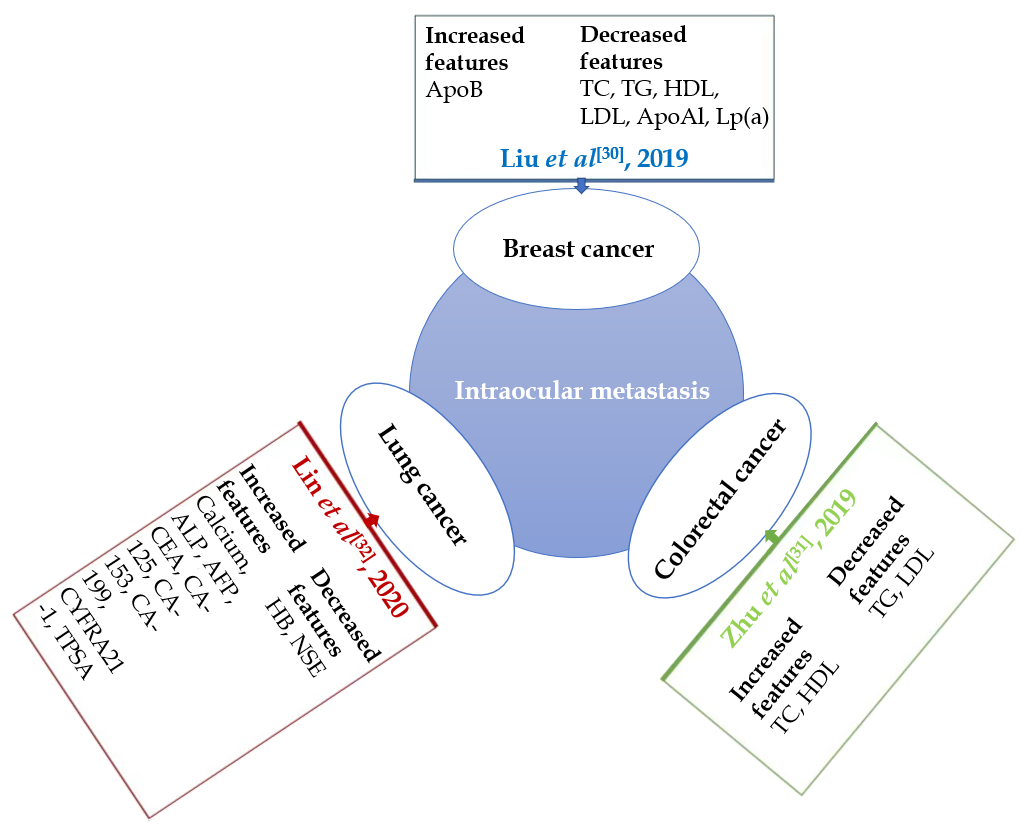 Increased
features
ApoB
Decreased
features
TC, TG, HDL,
LDL, ApoAl, Lp(a)
Liu et al[30], 2019
Breast cancer
Intraocular metastasis
Lung cancer
Colorectal cancer
Lin et al[32], 2020
Increased
features
Calcium,
ALP, AFP,
CEA, CA-
125, CA-
153, CA-
199,
CYFRA21
-1, TPSA
Decreased
features
HB, NSE
Zhu et al[31], 2019
Increased
features
TC, HDL
Decreased
features
TG, LDL